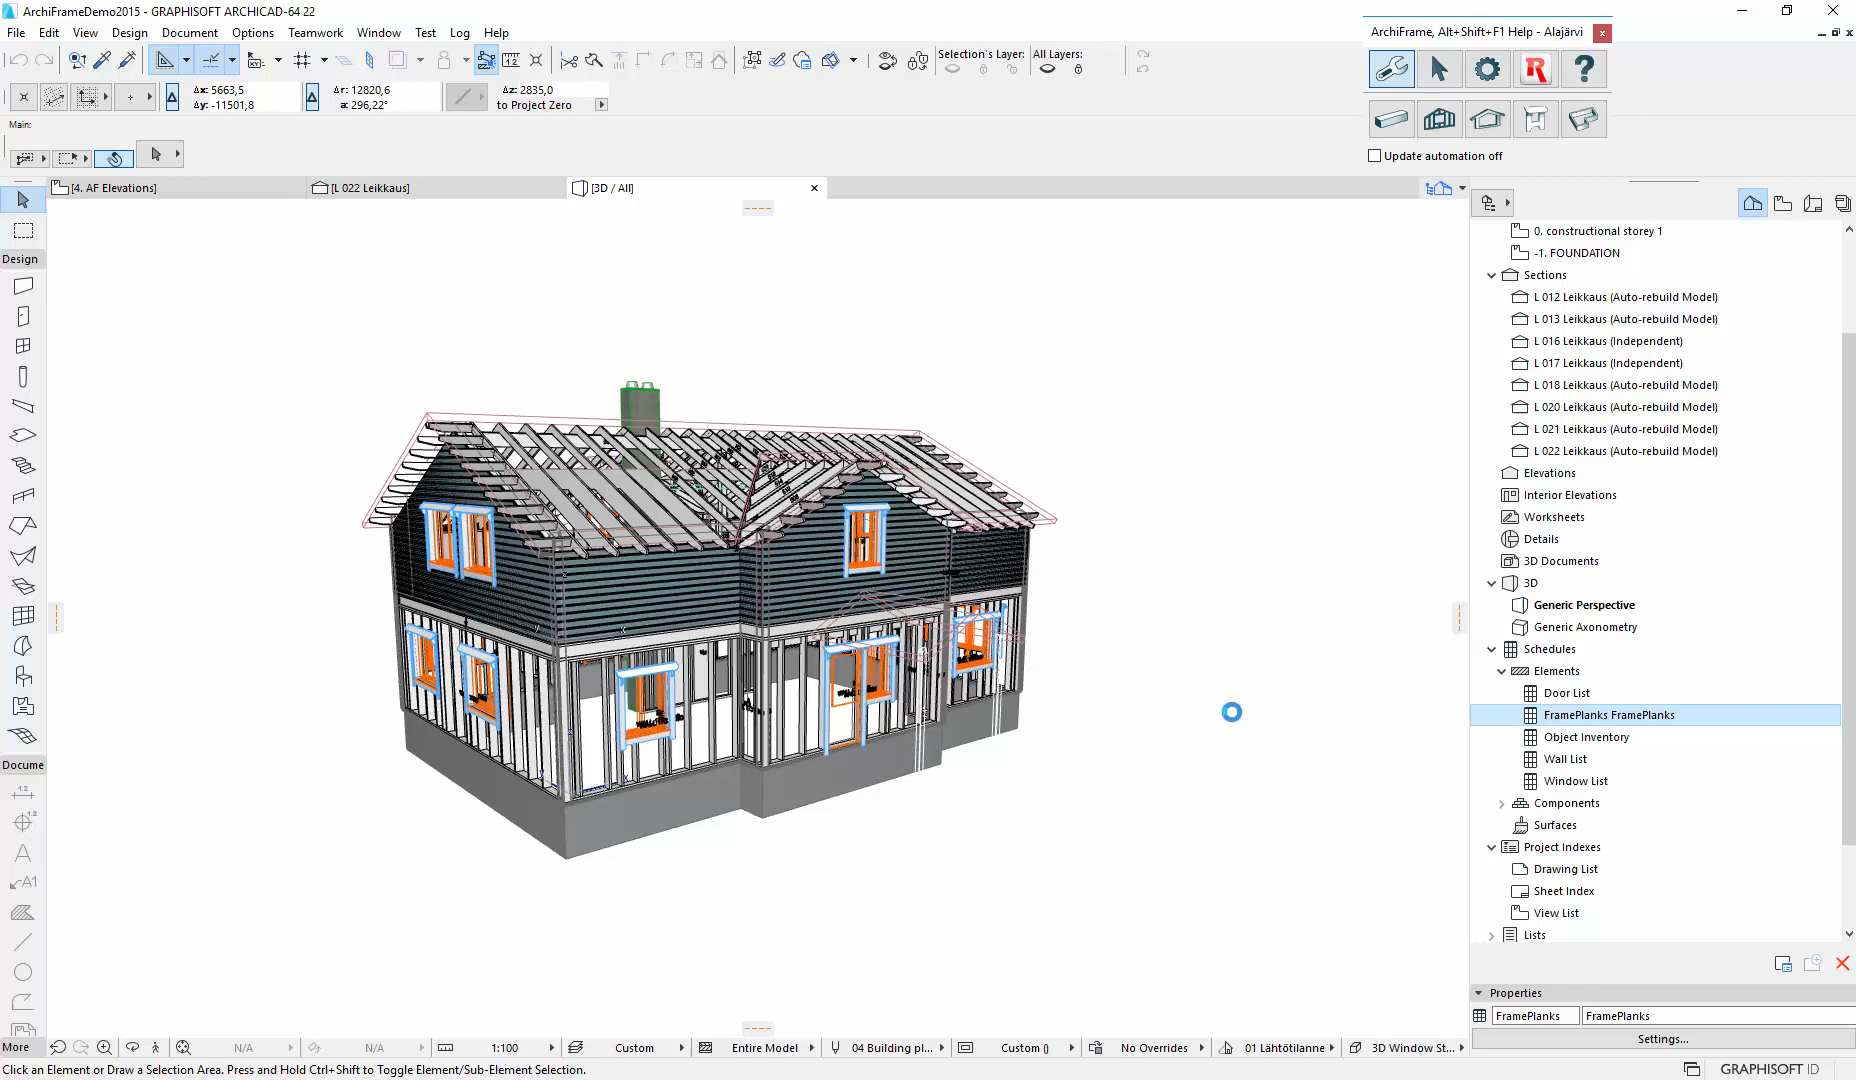 ArchiFrameDemo2015 - GRAPHISOFT ARCHICAD-64 22
File Edit View Design Document Options Teamwork Window Test Log Help
ArchiFrame, Alt+Shift+F1 Help - Alajärvi
Selection's Layer: All Layers:
Δx: 5663,5
Δy: -11501,8
Δr: 12820,6
a: 296,22°
Δz: 2835,0
to Project Zero
Main:
Update automation off
[4. AF Elevations]
[L 022 Leikkaus]
[3D / All]
Design
Docume
More
0. constructional storey 1
-1. FOUNDATION
Sections
L 012 Leikkaus (Auto-rebuild Model)
L 013 Leikkaus (Auto-rebuild Model)
L 016 Leikkaus (Independent)
L 017 Leikkaus (Independent)
L 018 Leikkaus (Auto-rebuild Model)
L 020 Leikkaus (Auto-rebuild Model)
L 021 Leikkaus (Auto-rebuild Model)
L 022 Leikkaus (Auto-rebuild Model)
Elevations
Interior Elevations
Worksheets
Details
3D Documents
3D
Generic Perspective
Generic Axonometry
Schedules
Elements
Door List
FramePlanks FramePlanks
Object Inventory
Wall List
Window List
Components
Surfaces
Project Indexes
Drawing List
Sheet Index
View List
Lists
Properties
FramePlanks FramePlanks
Settings...
N/A N/A 1:100 Custom Entire Model 04 Building pl... Custom () No Overrides 01 Lähtötilanne 3D Window St...
Click an Element or Draw a Selection Area. Press and Hold Ctrl+Shift to Toggle Element/Sub-Element Selection.
GRAPHISOFT ID